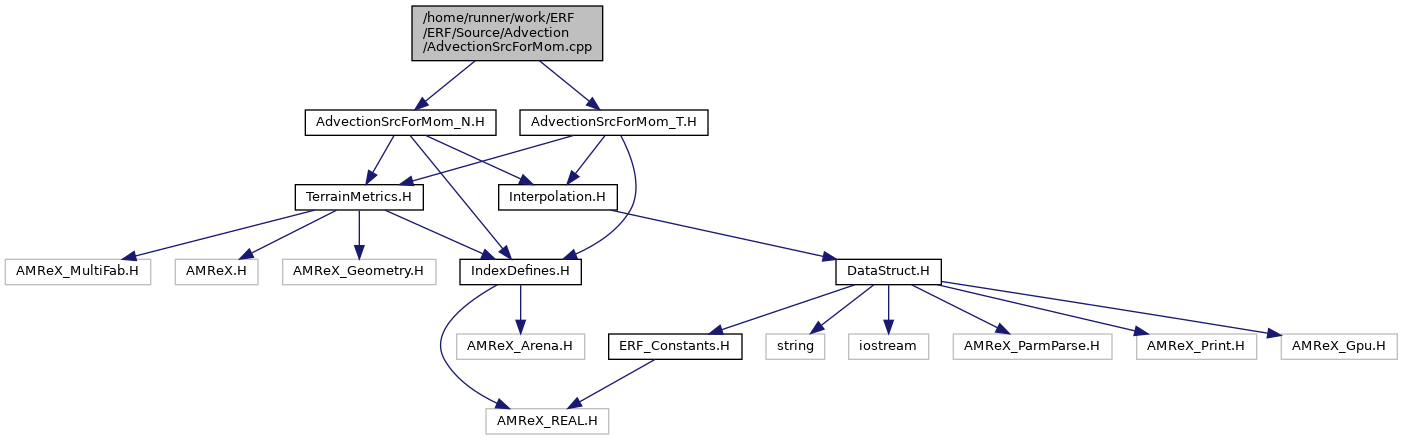 /home/runner/work/ERF
/ERF/Source/Advection
/AdvectionSrcForMom.cpp
AdvectionSrcForMom_N.H
AdvectionSrcForMom_T.H
TerrainMetrics.H
Interpolation.H
AMReX_MultiFab.H
AMReX.H
AMReX_Geometry.H
IndexDefines.H
DataStruct.H
AMReX_Arena.H
ERF_Constants.H
string
iostream
AMReX_ParmParse.H
AMReX_Print.H
AMReX_Gpu.H
AMReX_REAL.H